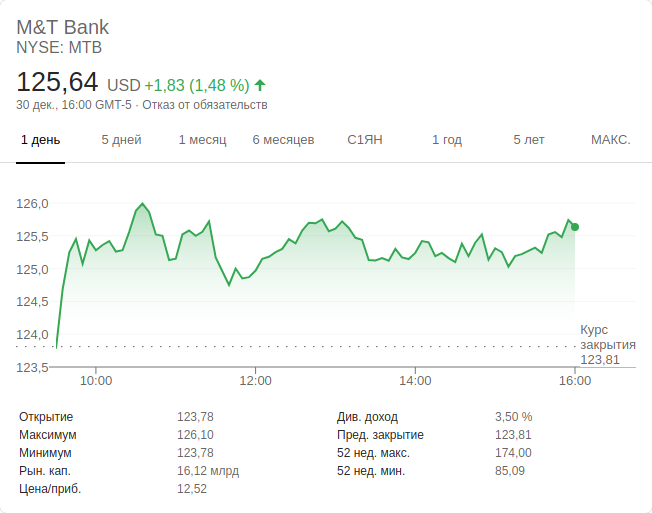 M&T Bank
NYSE: MTB
125,64 USD +1,83 (1,48 %)
30 дек., 16:00 GMT-5 · Отказ от обязательств
1 день 5 дней 1 месяц 6 месяцев С1ЯН 1 год 5 лет МАКС.
126,0
125,5
125,0
124,5
124,0
123,5
Курс
закрытия
123,81
10:00 12:00 14:00 16:00
Открытие 123,78 Див. доход 3,50 %
Максимум 126,10 Пред. закрытие 123,81
Минимум 123,78 52 нед. макс. 174,00
Рын. кап. 16,12 млрд 52 нед. мин. 85,09
Цена/приб. 12,52